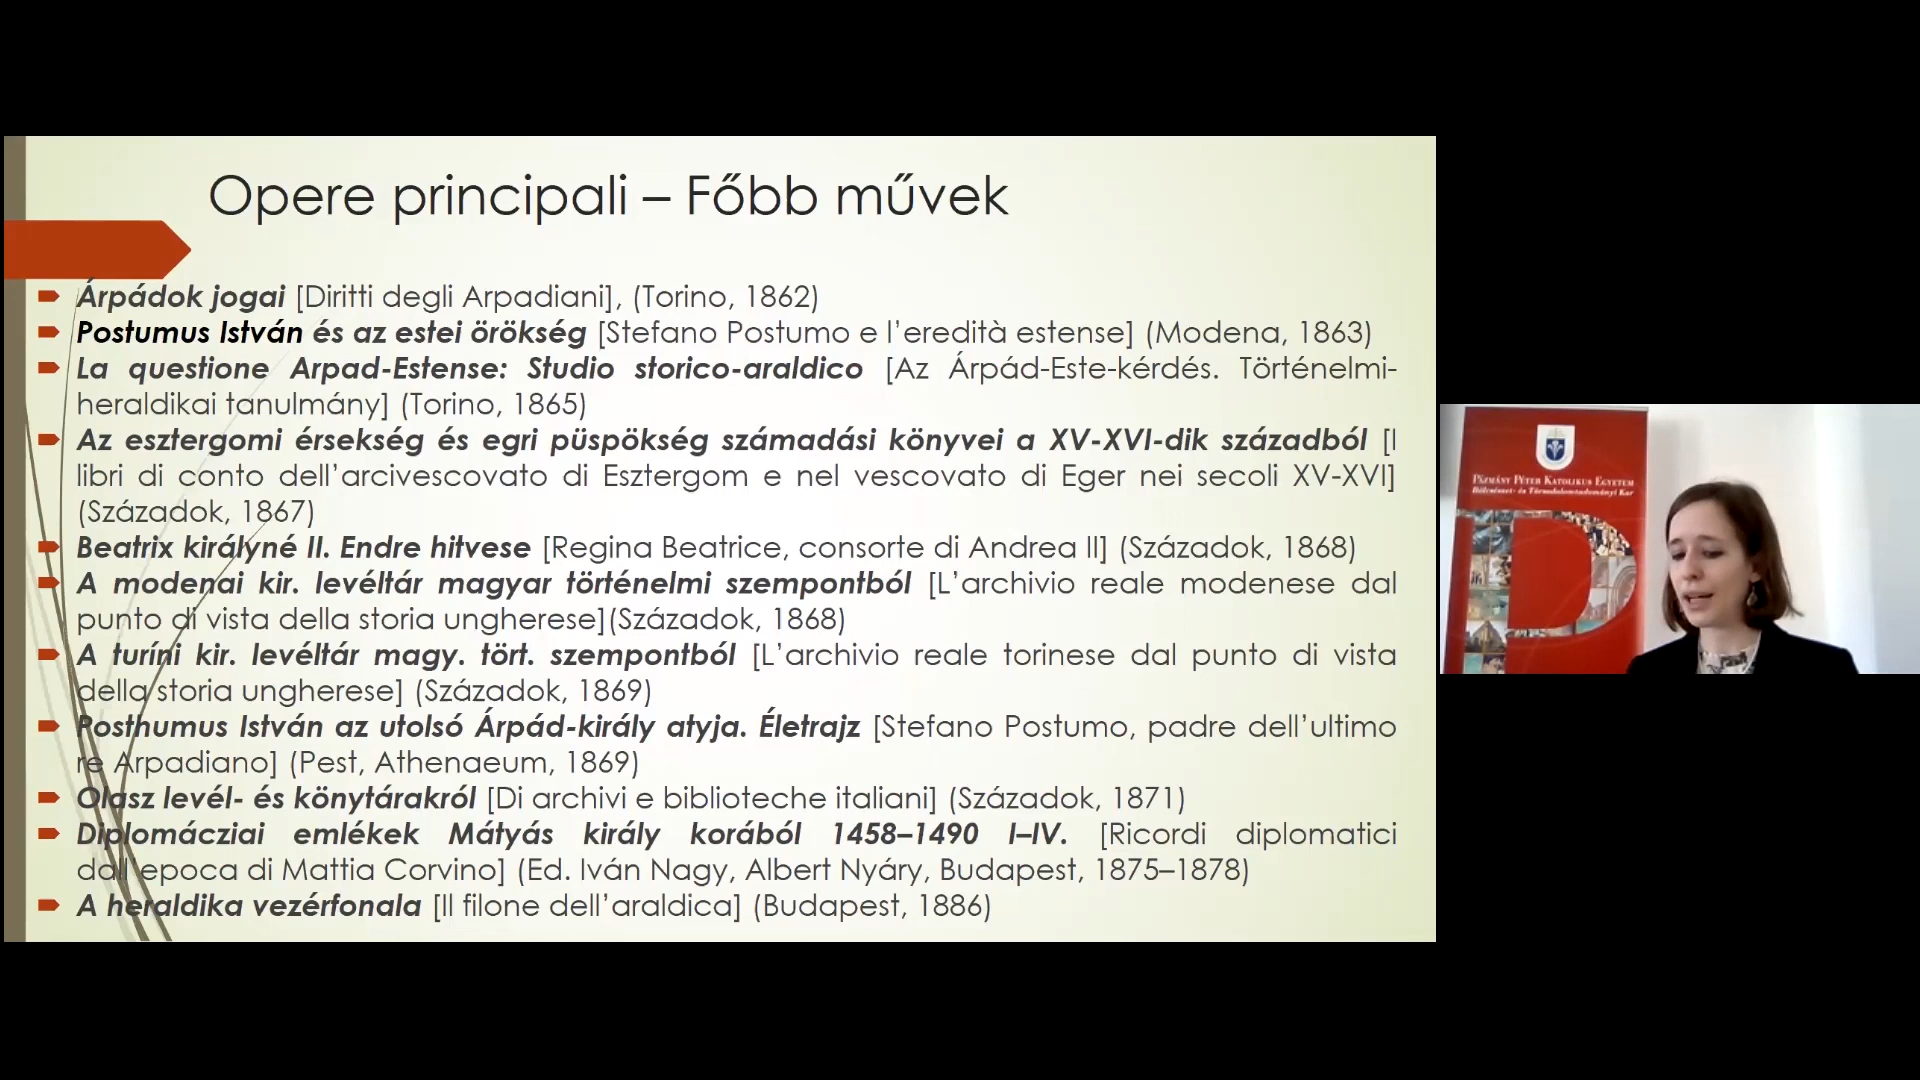 Opere principali – Főbb művek
Árpádok jogai [Diritti degli Arpadiani], (Torino, 1862)
Postumus István és az estei örökség [Stefano Postumo e l’eredità estense] (Modena, 1863)
La questione Arpad-Estense: Studio storico-araldico [Az Árpád-Este-kérdés. Történelmi-
heraldikai tanulmány] (Torino, 1865)
Az esztergomi érsekség és egri püspökség számadási könyvei a XV-XVI-dik századból [I
libri di conto dell’arcivescovato di Esztergom e nel vescovato di Eger nei secoli XV-XVI]
(Századok, 1867)
Beatrix királyné II. Endre hitvese [Regina Beatrice, consorte di Andrea II] (Századok, 1868)
A modenai kir. levéltár magyar történelmi szempontból [L’archivio reale modenese dal
punto di vista della storia ungherese](Századok, 1868)
A turíni kir. levéltár magy. tört. szempontból [L’archivio reale torinese dal punto di vista
della storia ungherese] (Századok, 1869)
Posthumus István az utolsó Árpád-király atyja. Életrajz [Stefano Postumo, padre dell’ultimo
re Arpadiano] (Pest, Athenaeum, 1869)
Olasz levél- és könytárakról [Di archivi e biblioteche italiani] (Századok, 1871)
Diplomácziai emlékek Mátyás király korából 1458–1490 I–IV. [Ricordi diplomatici
dall’epoca di Mattia Corvino] (Ed. Iván Nagy, Albert Nyáry, Budapest, 1875–1878)
A heraldika vezérfonala [Il filone dell’araldica] (Budapest, 1886)
Pázmány Péter Katolikus Egyetem
Bölcsészet- és Társadalomtudományi Kar